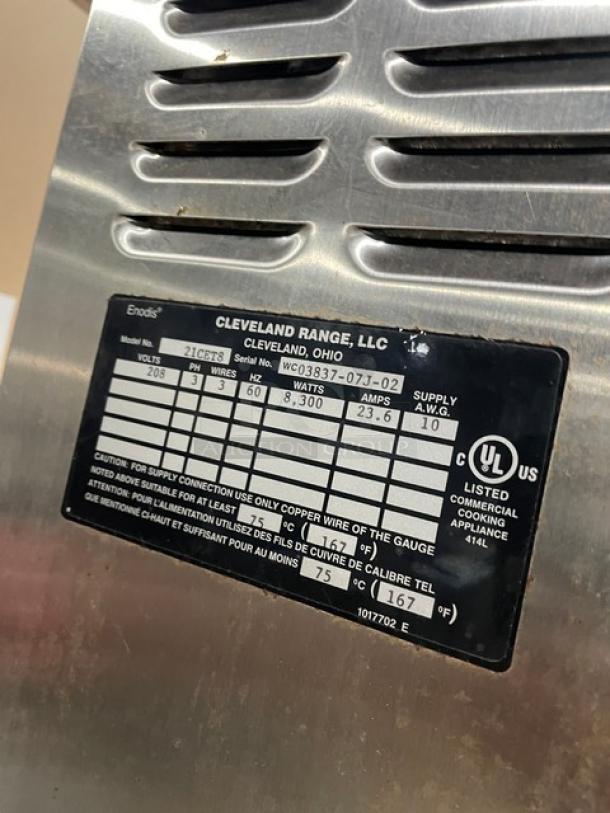 Enodis®
CLEVELAND RANGE, LLC
CLEVELAND, OHIO
Model No. 21CET8 Serial No. WC03837-07J-02
VOLTS PH WIRES HZ WATTS AMPS SUPPLY A.W.G.
208 3 3 60 8,300 23.6 10
CAUTION: FOR SUPPLY CONNECTION USE ONLY COPPER WIRE OF THE GAUGE
NOTED ABOVE SUITABLE FOR AT LEAST 75 °C (167 °F)
ATTENTION: POUR L'ALIMENTATION UTILISEZ DES FILS DE CUIVRE DE CALIBRE TEL
QUE MENTIONNÉ CI-HAUT ET SUFFISANT POUR AU MOINS 75 °C (167 °F)
1017702 E
C UL US
LISTED
COMMERCIAL
COOKING
APPLIANCE
414L
AUCTION GROUP